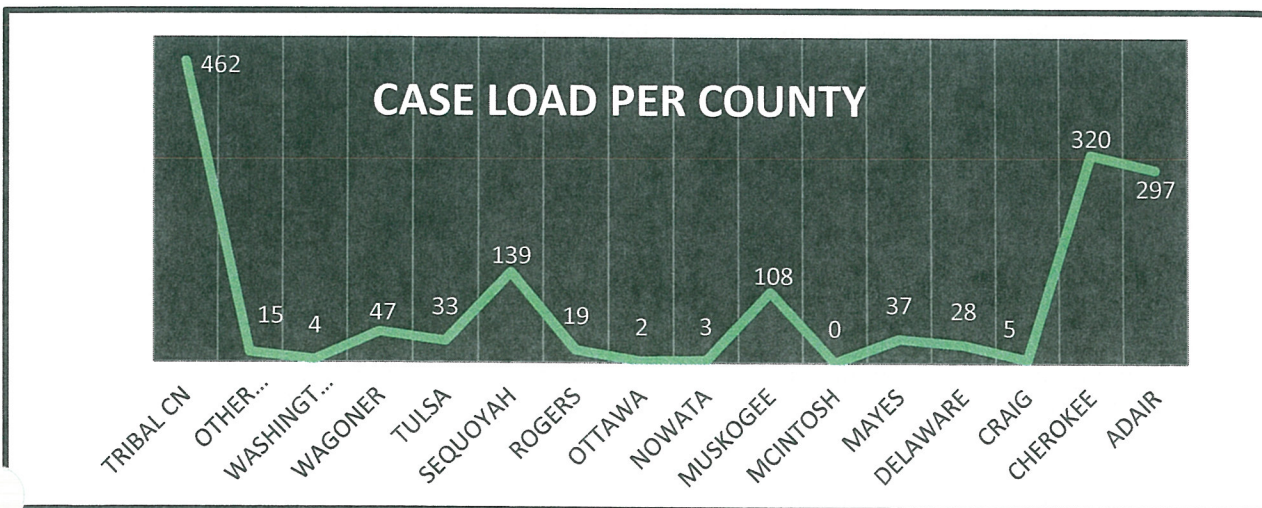 CASE LOAD PER COUNTY
462
15
4
47
33
139
19
2
3
108
0
37
28
5
320
297
TRIBAL CN
OTHER...
WASHINGT...
WAGONER
TULSA
SEQUOYAH
ROGERS
OTTAWA
NOWATA
MUSKOGEE
MCINTOSH
MAYES
DELAWARE
CRAIG
CHEROKEE
ADAIR